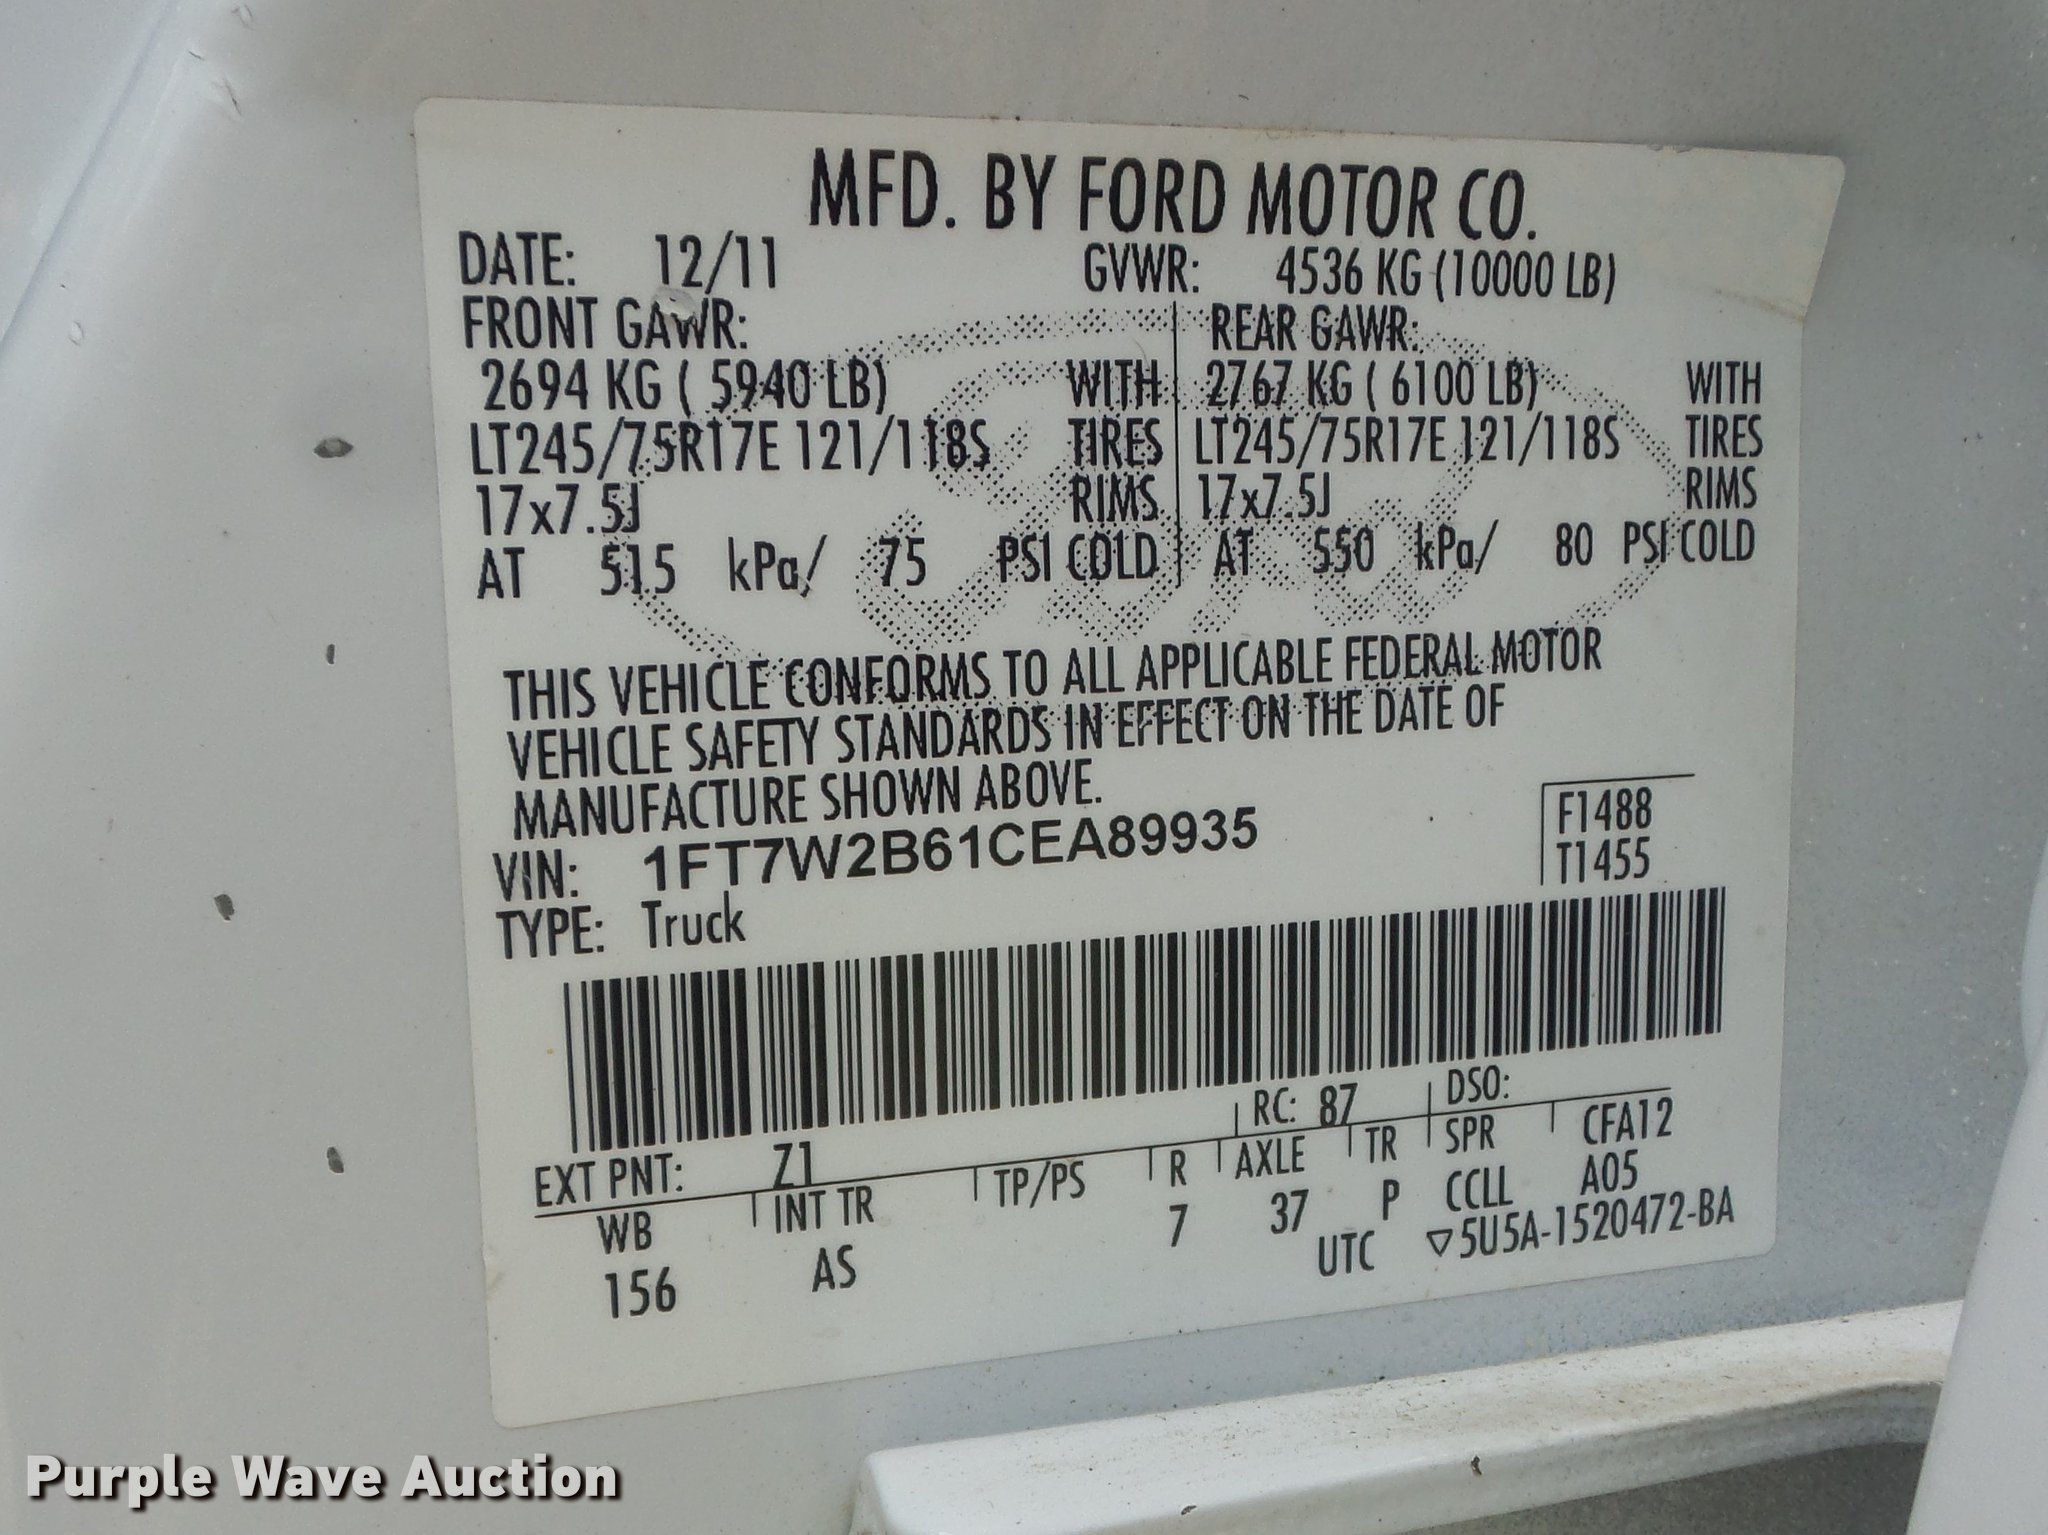 MFD. BY FORD MOTOR CO.
DATE: 12/11 GVWR: 4536 KG (10000 LB)
FRONT GAWR: REAR GAWR:
2694 KG ( 5940 LB) WITH 2767 KG ( 6100 LB) WITH
LT245/75R17E 121/118S TIRES LT245/75R17E 121/118S TIRES
17x7.5J RIMS 17x7.5J RIMS
AT 515 kPa/ 75 PSI COLD AT 550 kPa/ 80 PSI COLD
THIS VEHICLE CONFORMS TO ALL APPLICABLE FEDERAL MOTOR
VEHICLE SAFETY STANDARDS IN EFFECT ON THE DATE OF
MANUFACTURE SHOWN ABOVE.
VIN: 1FT7W2B61CEA89935
F1488
T1455
TYPE: Truck
EXT PNT: Z1 RC: 87 DSO:
WB INT TR TP/PS R AXLE TR SPR CFA12
156 AS 7 37 P CCLL A05
UTC ▽5U5A-1520472-BA
Purple Wave Auction